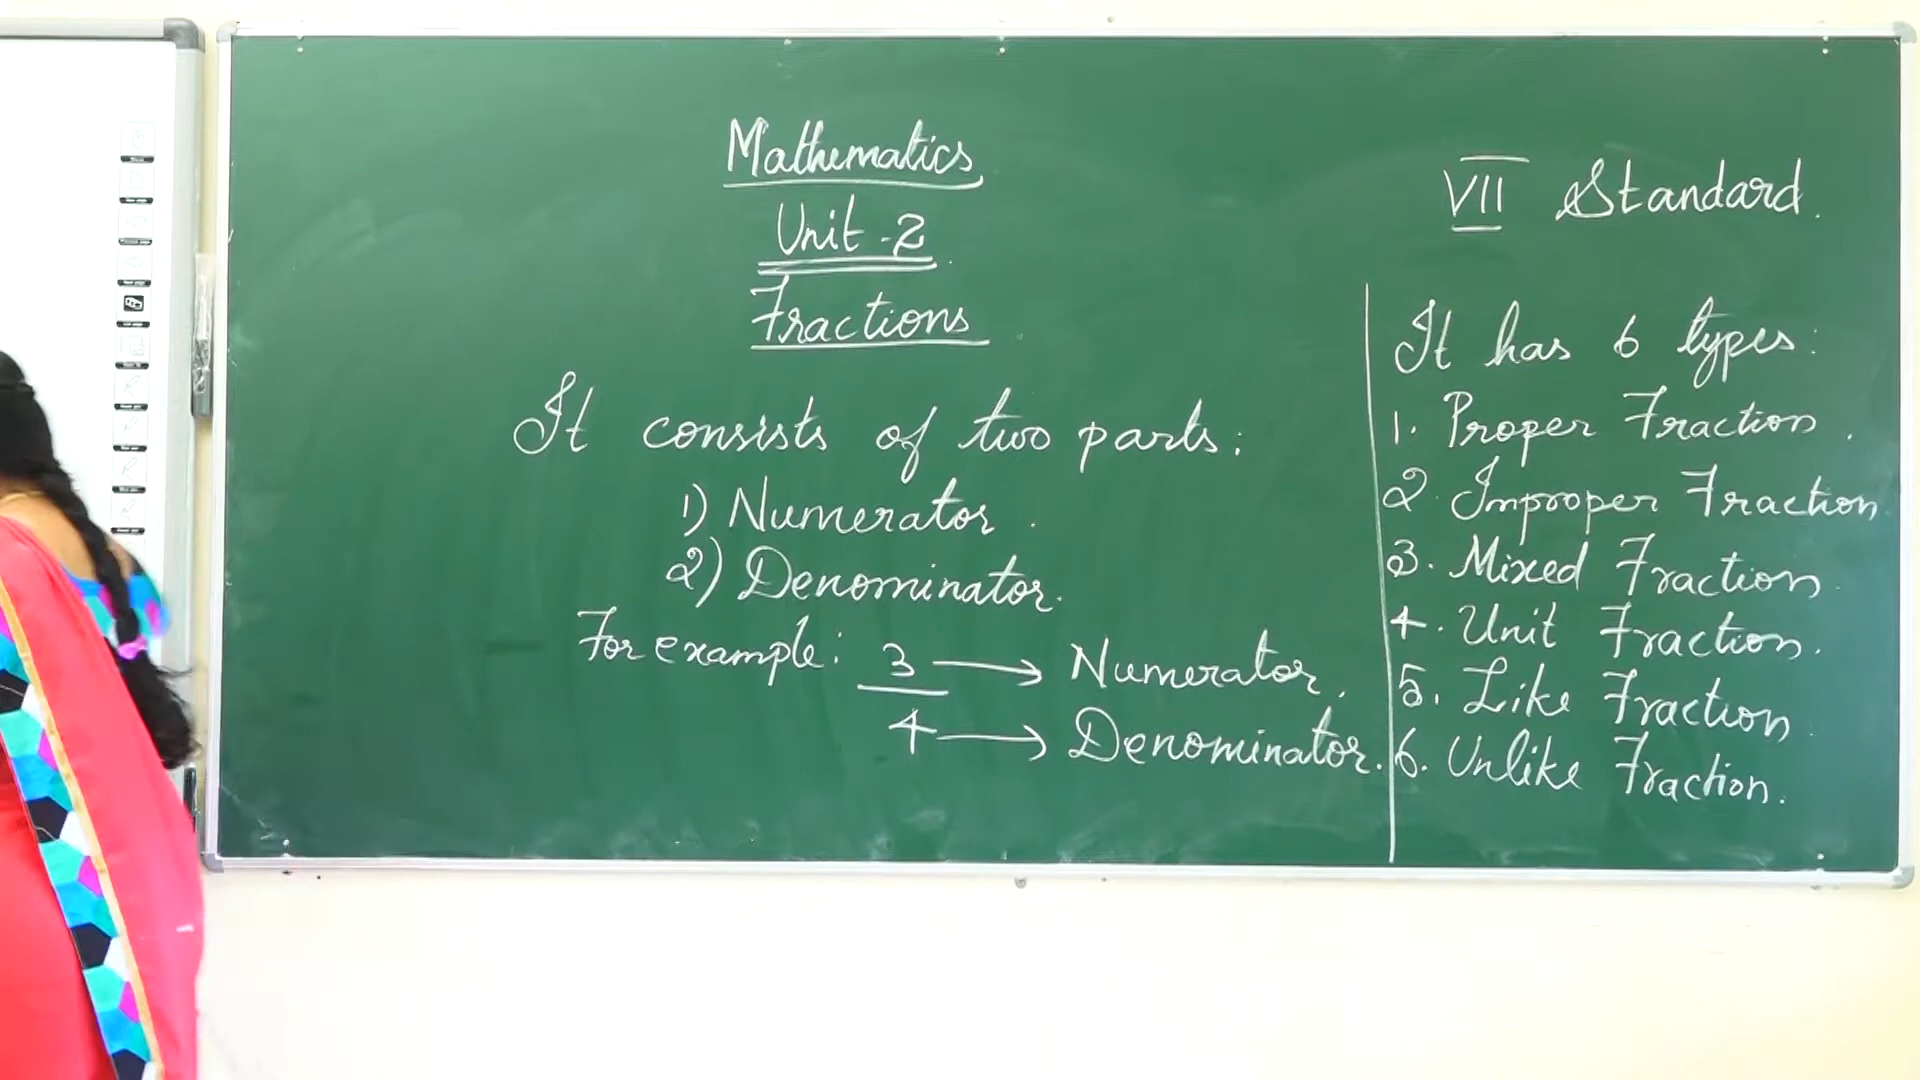 Mathematics
Unit -2
Fractions
It consists of two parts:
1) Numerator.
2) Denominator.
For example: 3 → Numerator.
4 → Denominator.
VII Standard.
It has 6 types:
1. Proper Fraction.
2. Improper Fraction
3. Mixed Fraction.
4. Unit Fraction.
5. Like Fraction.
6. Unlike Fraction.